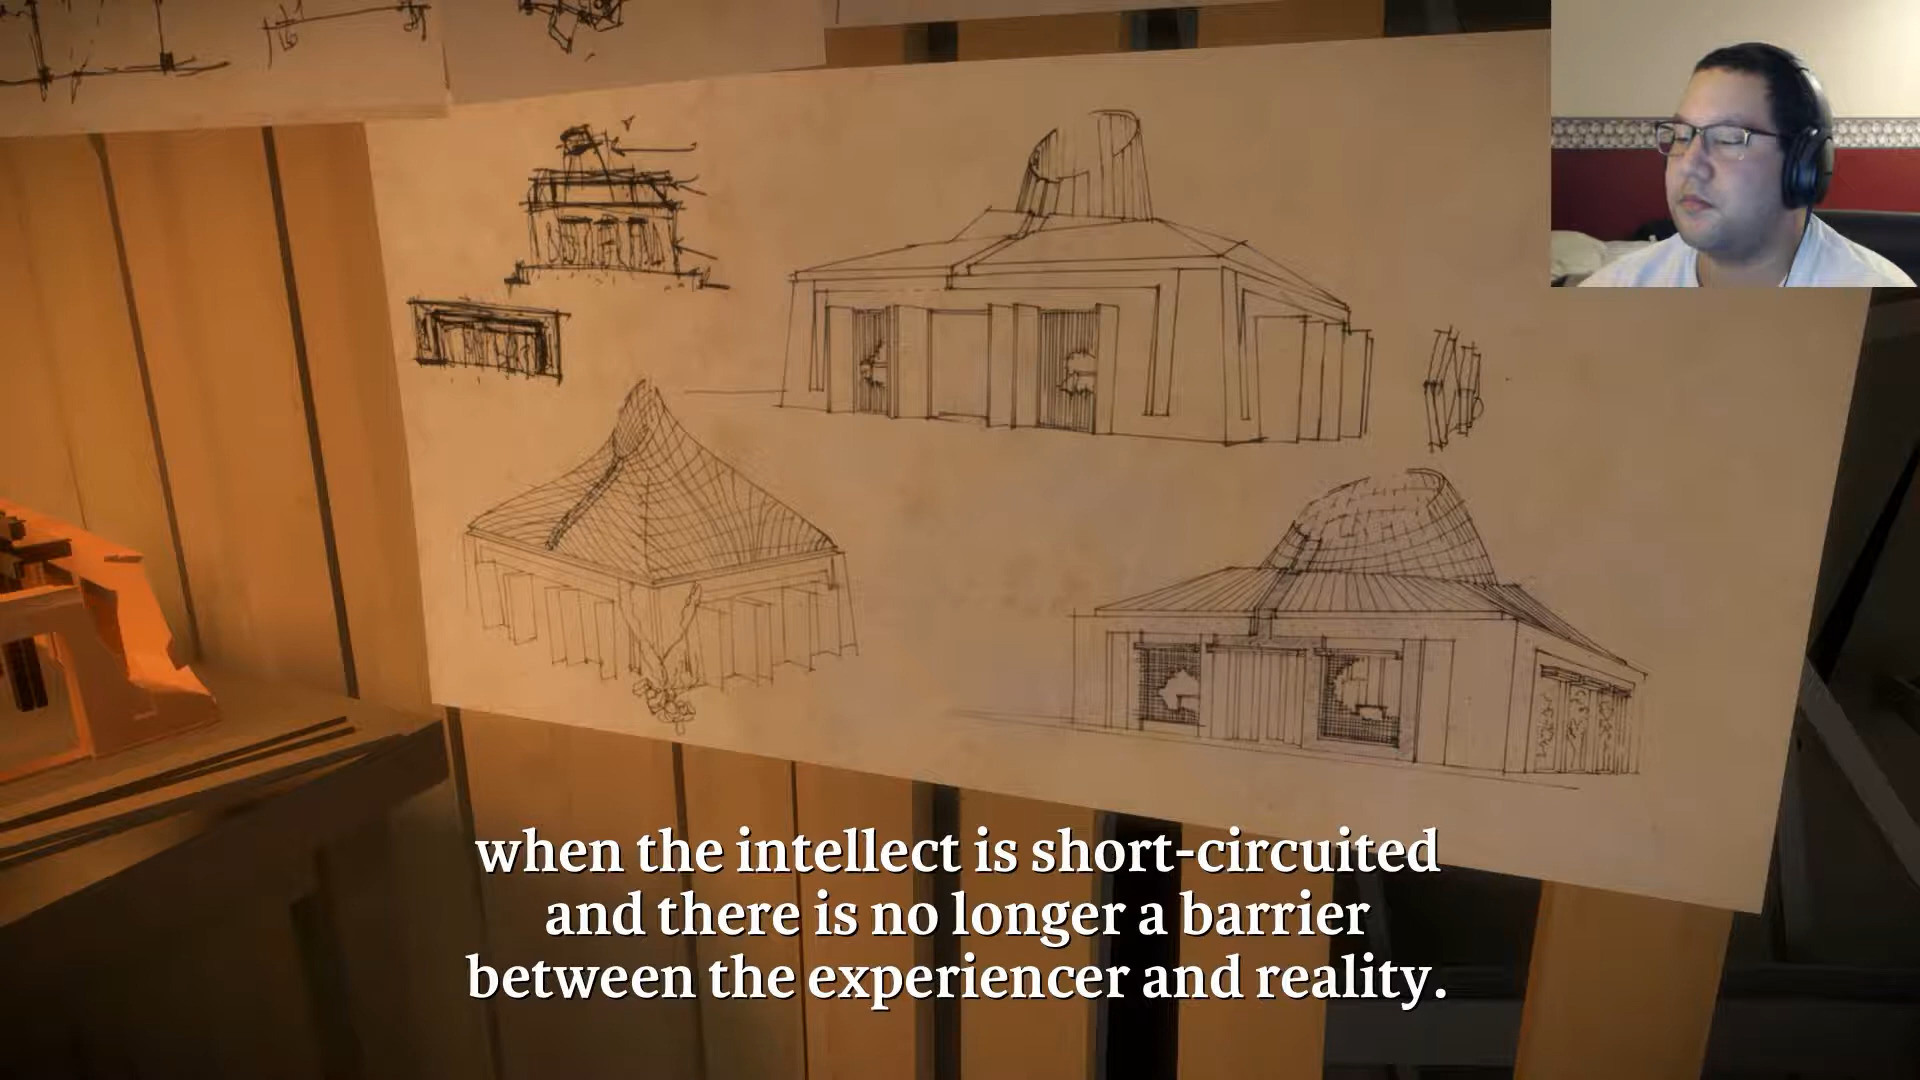 when the intellect is short-circuited
and there is no longer a barrier
between the experiencer and reality.